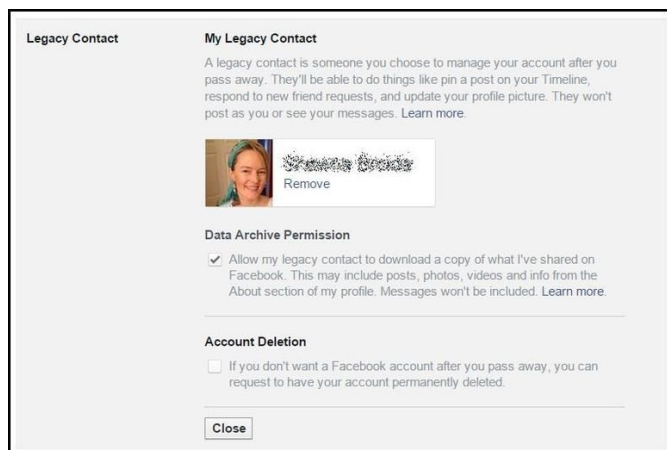 Legacy Contact
My Legacy Contact
A legacy contact is someone you choose to manage your account after you
pass away. They'll be able to do things like pin a post on your Timeline,
respond to new friend requests, and update your profile picture. They won't
post as you or see your messages. Learn more.
Remove
Data Archive Permission
Allow my legacy contact to download a copy of what I've shared on
Facebook. This may include posts, photos, videos and info from the
About section of my profile. Messages won't be included. Learn more.
Account Deletion
If you don't want a Facebook account after you pass away, you can
request to have your account permanently deleted.
Close